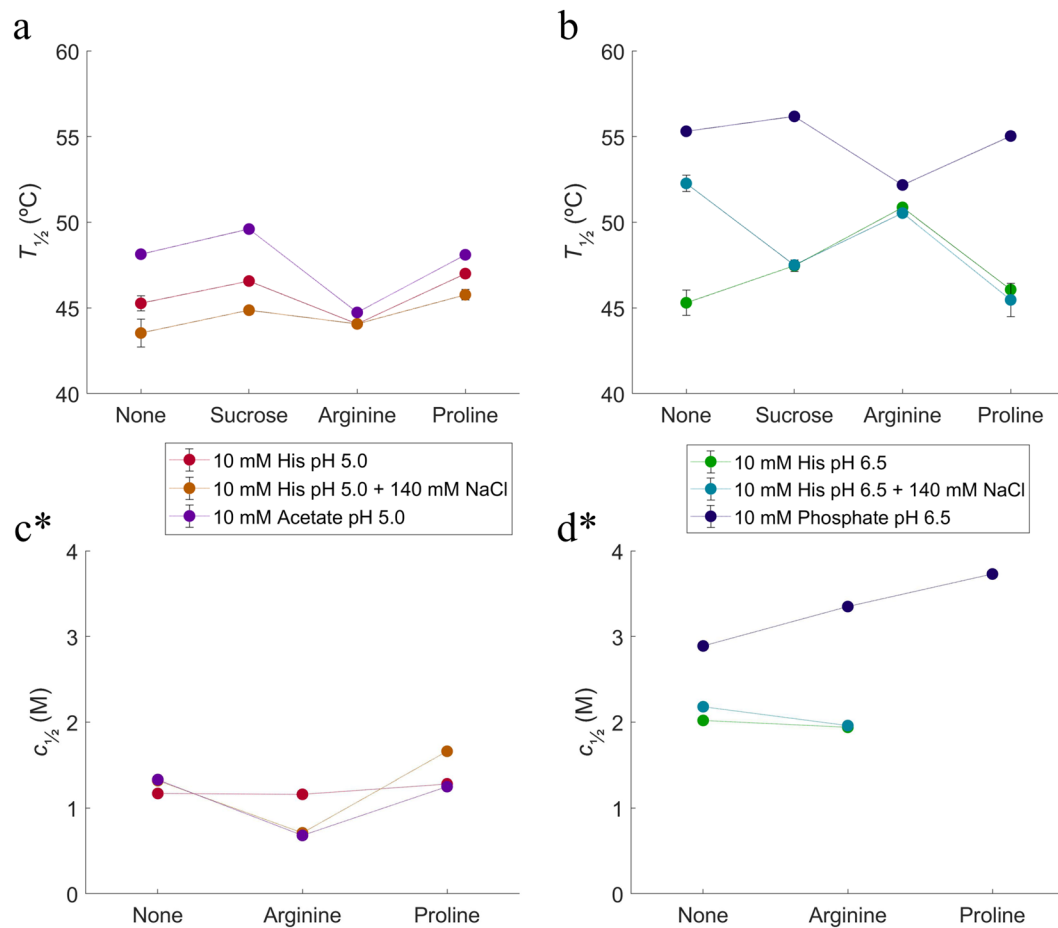 a
60
55
50
45
40
T½ (ºC)
None Sucrose Arginine Proline
b
60
55
50
45
40
T½ (ºC)
None Sucrose Arginine Proline
10 mM His pH 5.0
10 mM His pH 5.0 + 140 mM NaCl
10 mM Acetate pH 5.0
10 mM His pH 6.5
10 mM His pH 6.5 + 140 mM NaCl
10 mM Phosphate pH 6.5
c*
4
3
2
1
0
c½ (M)
None Arginine Proline
d*
4
3
2
1
0
c½ (M)
None Arginine Proline